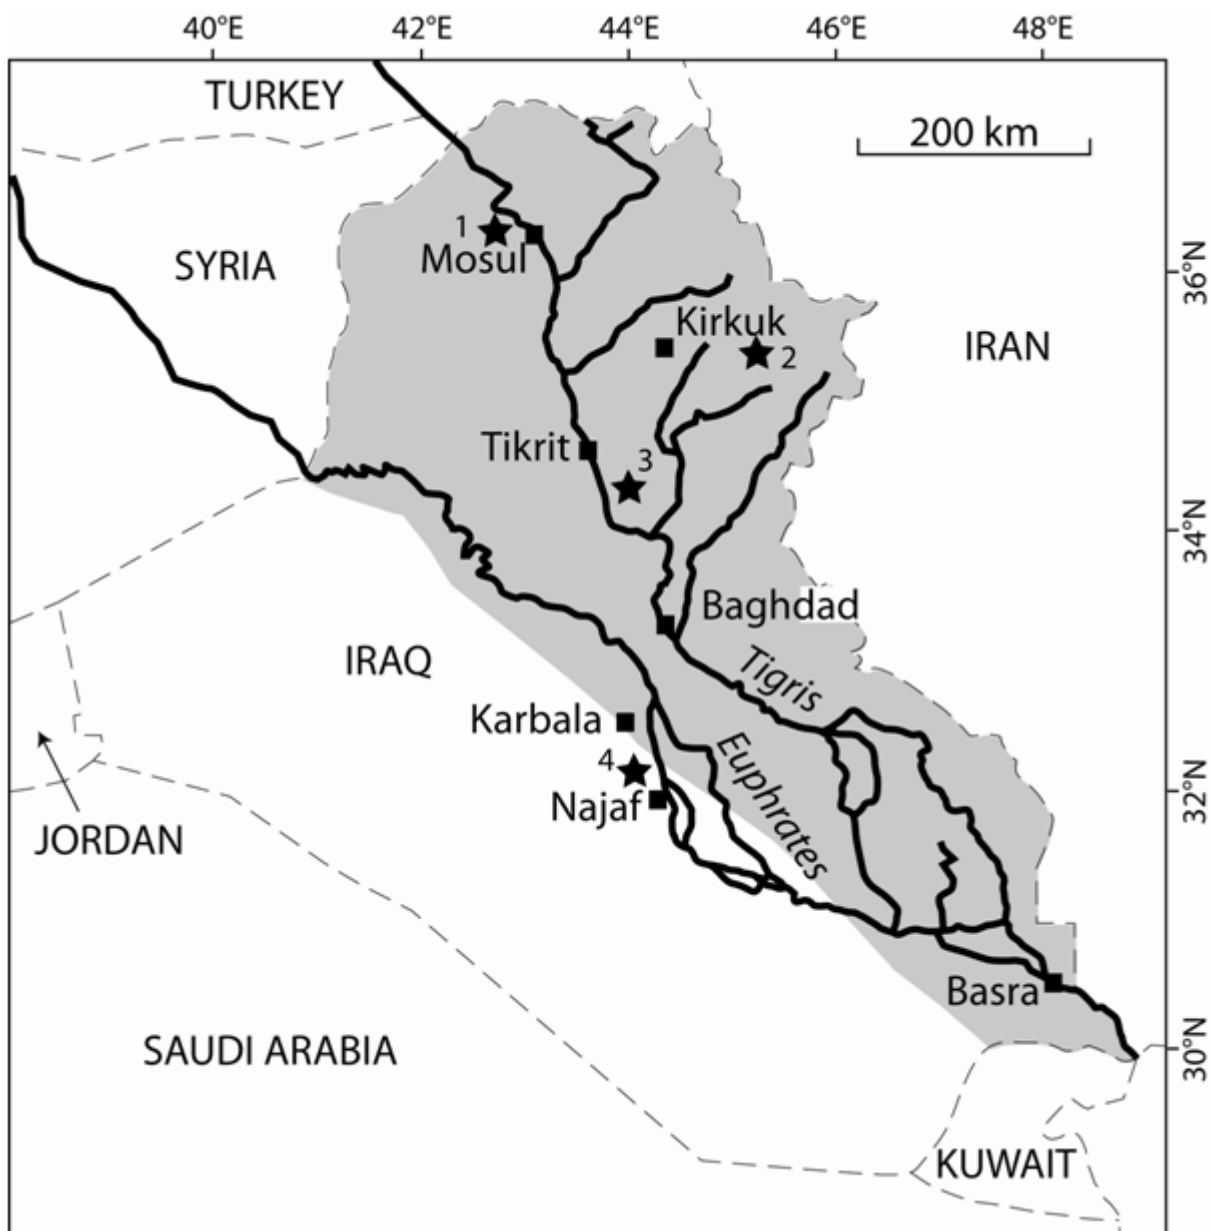 40°E 42°E 44°E 46°E 48°E
TURKEY
200 km
1
Mosul
SYRIA
36°N
Kirkuk
2
IRAN
Tikrit
3
34°N
Baghdad
IRAQ
Tigris
Karbala
Euphrates
4
Najaf
32°N
JORDAN
Basra
SAUDI ARABIA
30°N
KUWAIT